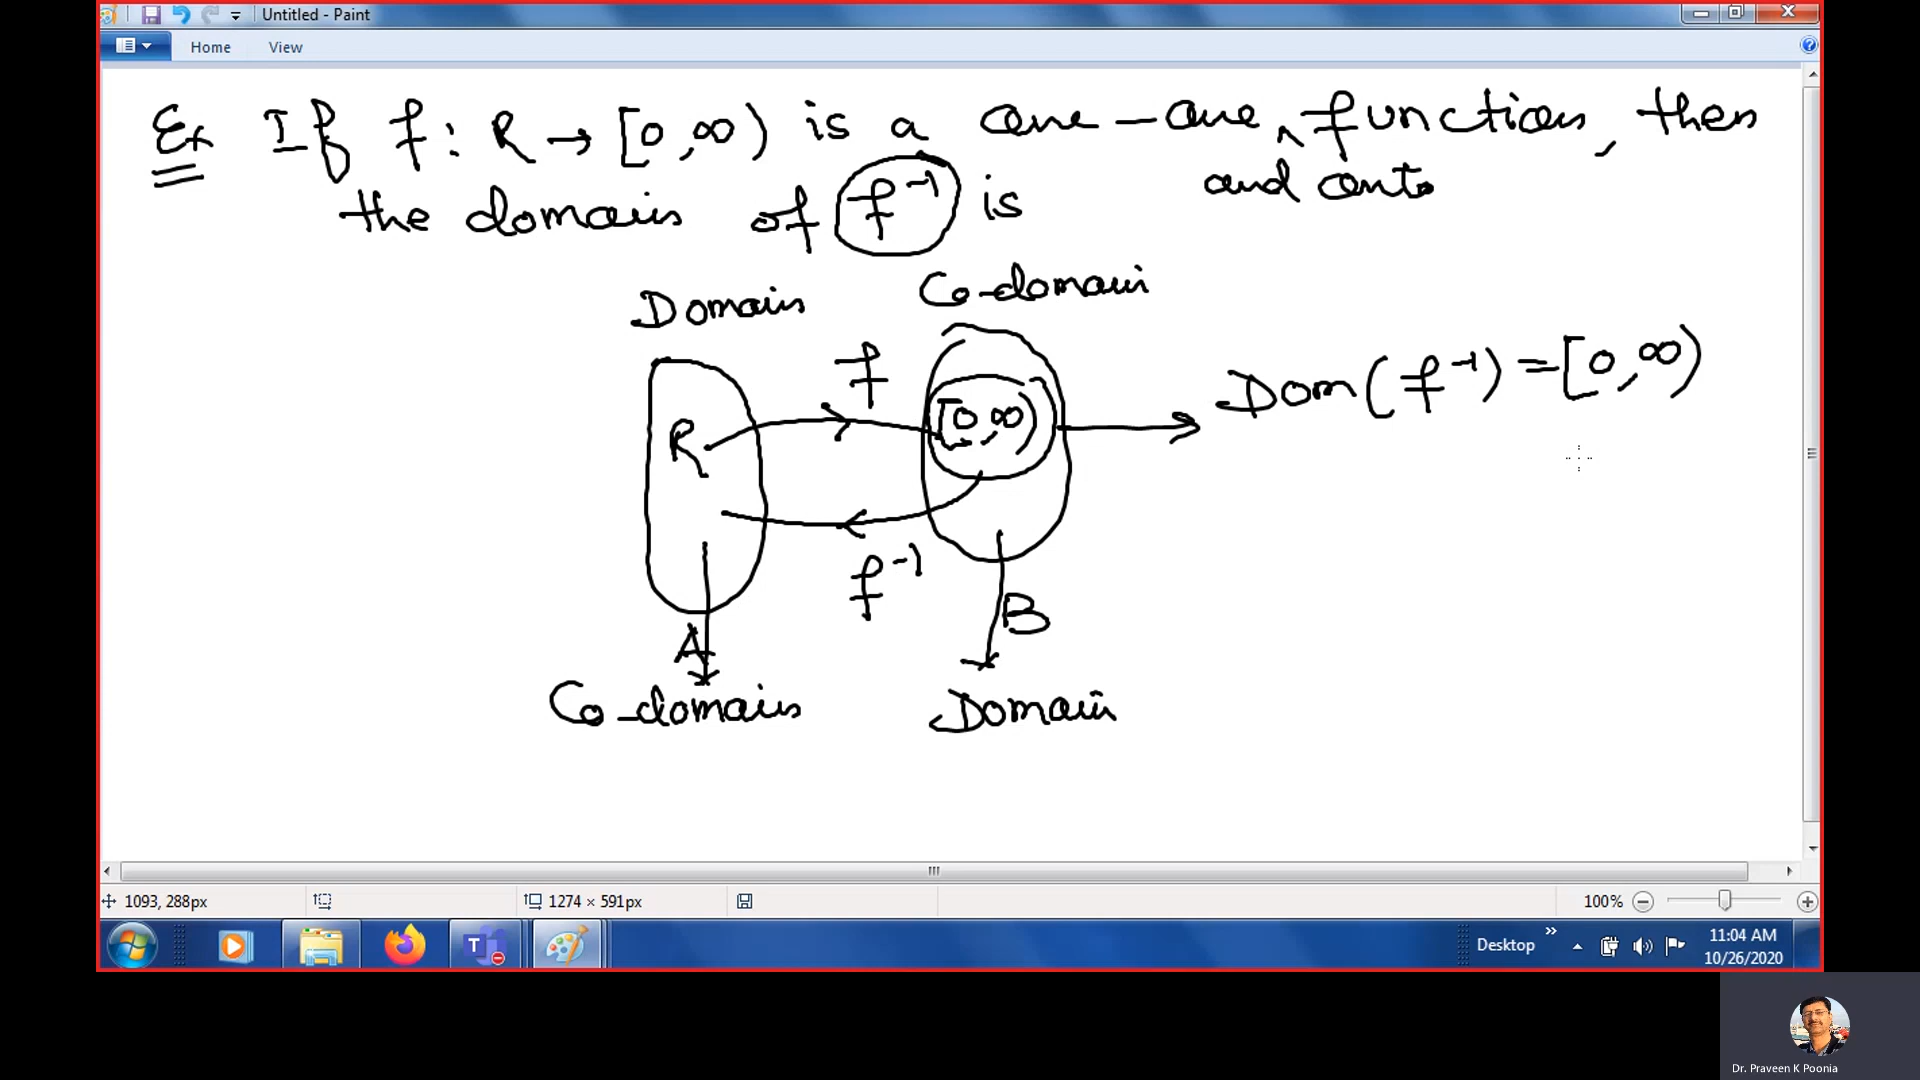 Untitled - Paint
Home View
Ex If f: R → [0, ∞) is a one-one ^ function, then
and onto
the domain of f⁻¹ is
Domain Co-domain
f
R [0, ∞) Dom(f⁻¹) = [0, ∞)
f⁻¹
A B
Co-domain Domain
1093, 288px 1274 × 591px 100%
T Desktop » 11:04 AM
10/26/2020
Dr. Praveen K Poonia